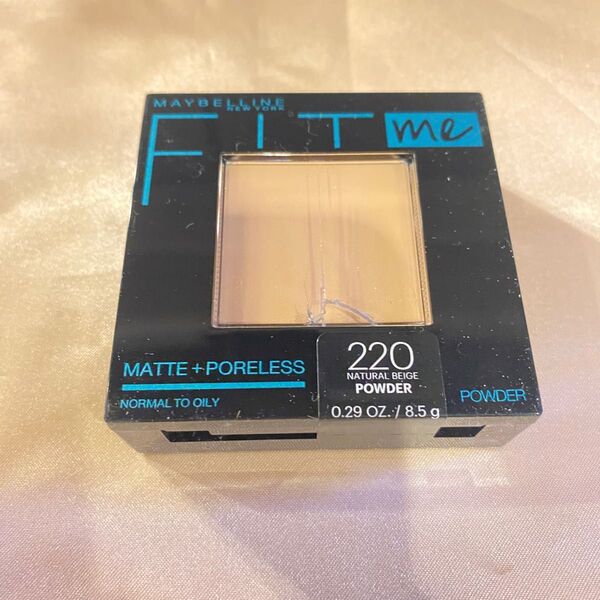 MAYBELLINE
NEW YORK
FIT me
MATTE + PORELESS
NORMAL TO OILY
220
NATURAL BEIGE
POWDER
0.29 OZ. / 8.5 g
POWDER